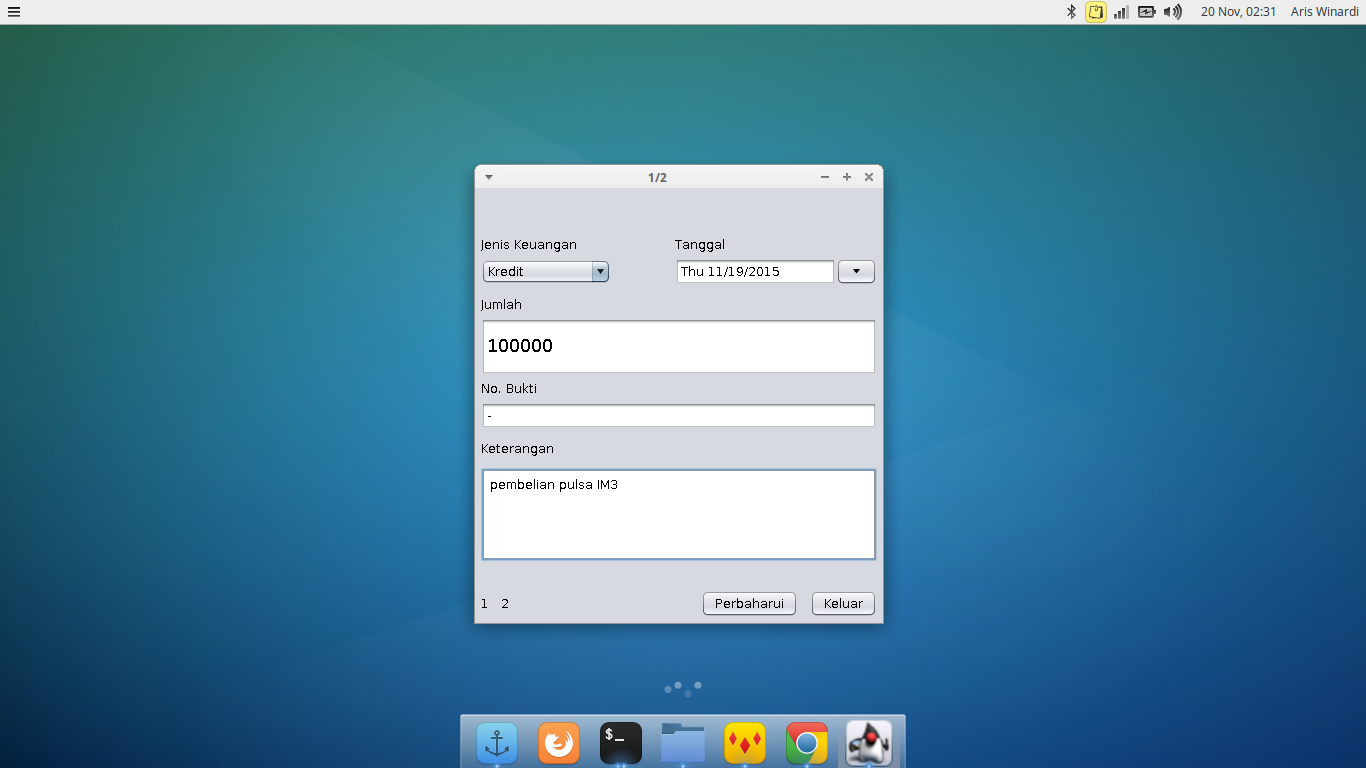 20 Nov, 02:31 Aris Winardi
1/2
Jenis Keuangan Tanggal
Kredit Thu 11/19/2015
Jumlah
100000
No. Bukti
-
Keterangan
pembelian pulsa IM3
1 2 Perbaharui Keluar
$_